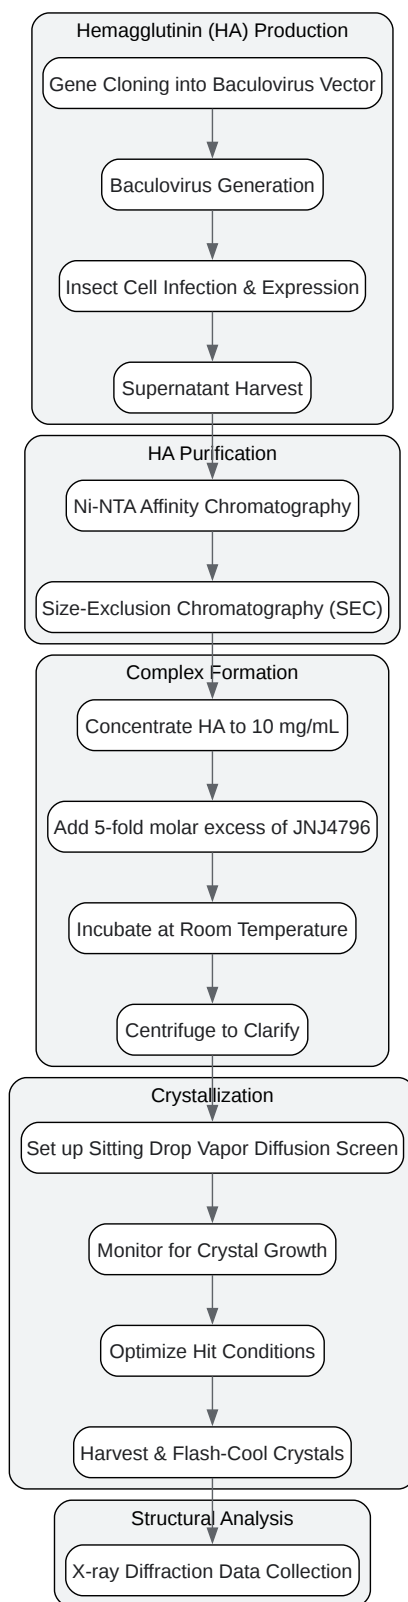 Hemagglutinin (HA) Production
Gene Cloning into Baculovirus Vector
Baculovirus Generation
Insect Cell Infection & Expression
Supernatant Harvest
HA Purification
Ni-NTA Affinity Chromatography
Size-Exclusion Chromatography (SEC)
Complex Formation
Concentrate HA to 10 mg/mL
Add 5-fold molar excess of JNJ4796
Incubate at Room Temperature
Centrifuge to Clarify
Crystallization
Set up Sitting Drop Vapor Diffusion Screen
Monitor for Crystal Growth
Optimize Hit Conditions
Harvest & Flash-Cool Crystals
Structural Analysis
X-ray Diffraction Data Collection